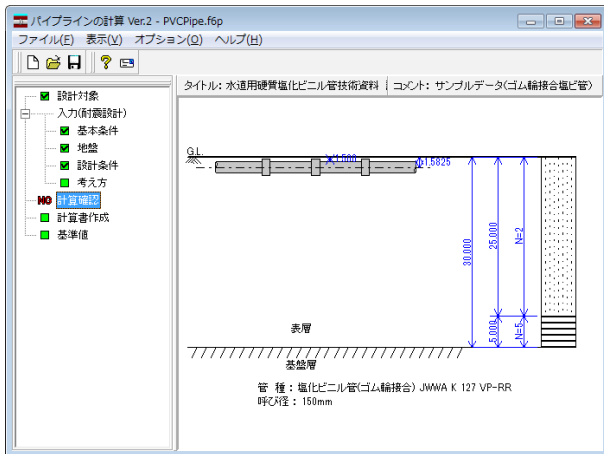 パイプラインの計算 Ver.2 - PVCPipe.f6p
ファイル(F) 表示(V) オプション(O) ヘルプ(H)
タイトル: 水道用硬質塩化ビニル管技術資料 コメント: サンプルデータ(ゴム輪接合塩ビ管)
設計対象
入力(耐震設計)
基本条件
地盤
設計条件
考え方
NO 計算確認
計算書作成
基準値
G.L.
1.500
1.5825
30.000
25.000
N=2
5.000
N=5
表層
基盤層
管 種: 塩化ビニル管(ゴム輪接合) JWWA K 127 VP-RR
呼び径: 150mm